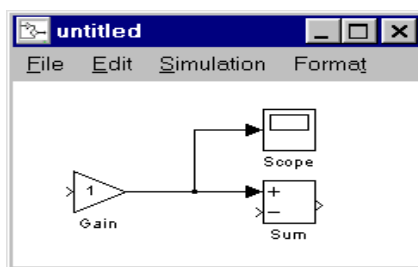 untitled
File Edit Simulation Format
Scope
1
+
−
Gain
Sum